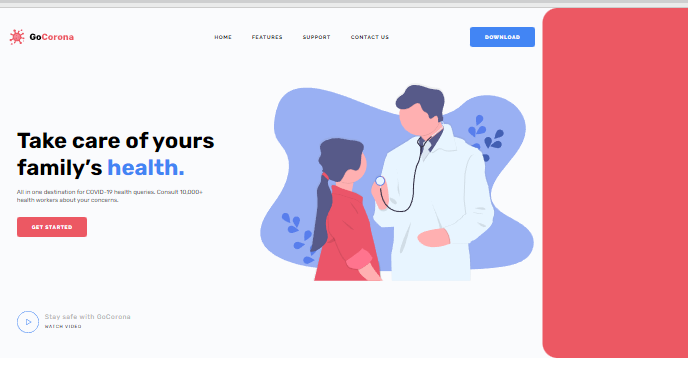 GoCorona
HOME FEATURES SUPPORT CONTACT US
DOWNLOAD
Take care of yours
family's health.
All in one destination for COVID-19 health queries. Consult 10,000+
health workers about your concerns.
GET STARTED
Stay safe with GoCorona
WATCH VIDEO